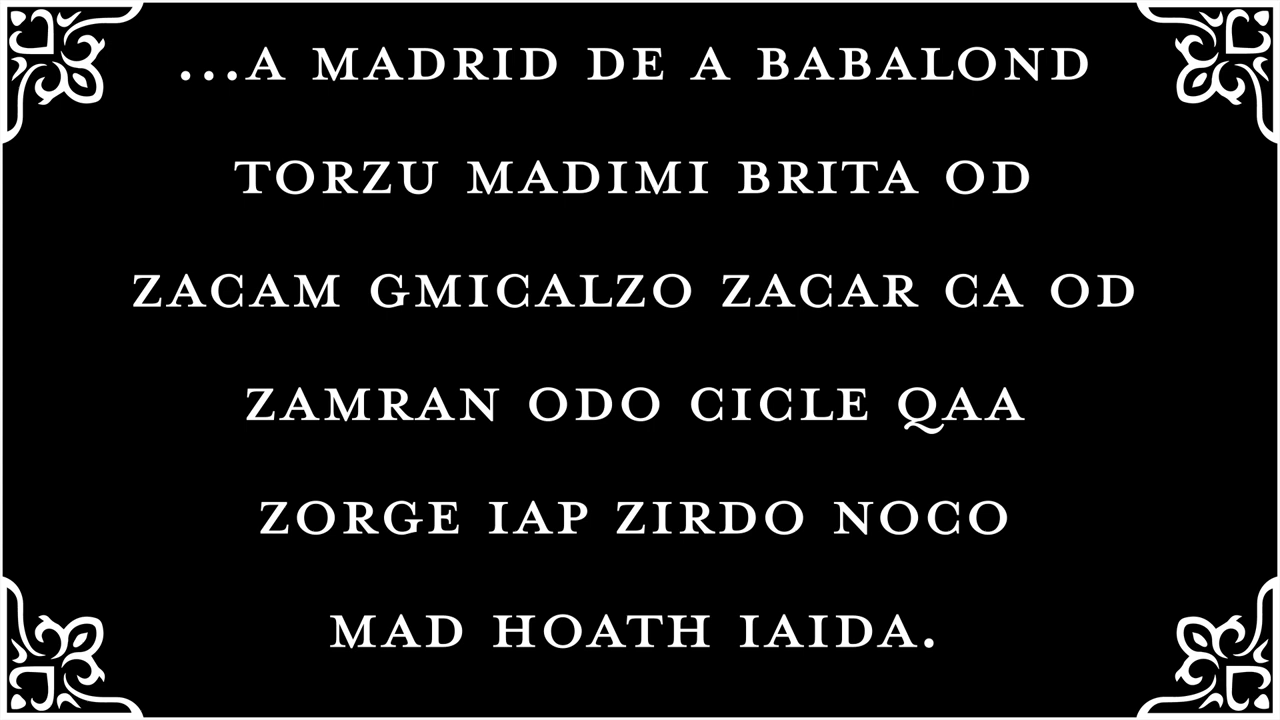 ...A MADRID DE A BABALOND
TORZU MADIMI BRITA OD
ZACAM GMICALZO ZACAR CA OD
ZAMRAN ODO CICLE QAA
ZORGE IAP ZIRDO NOCO
MAD HOATH IAIDA.